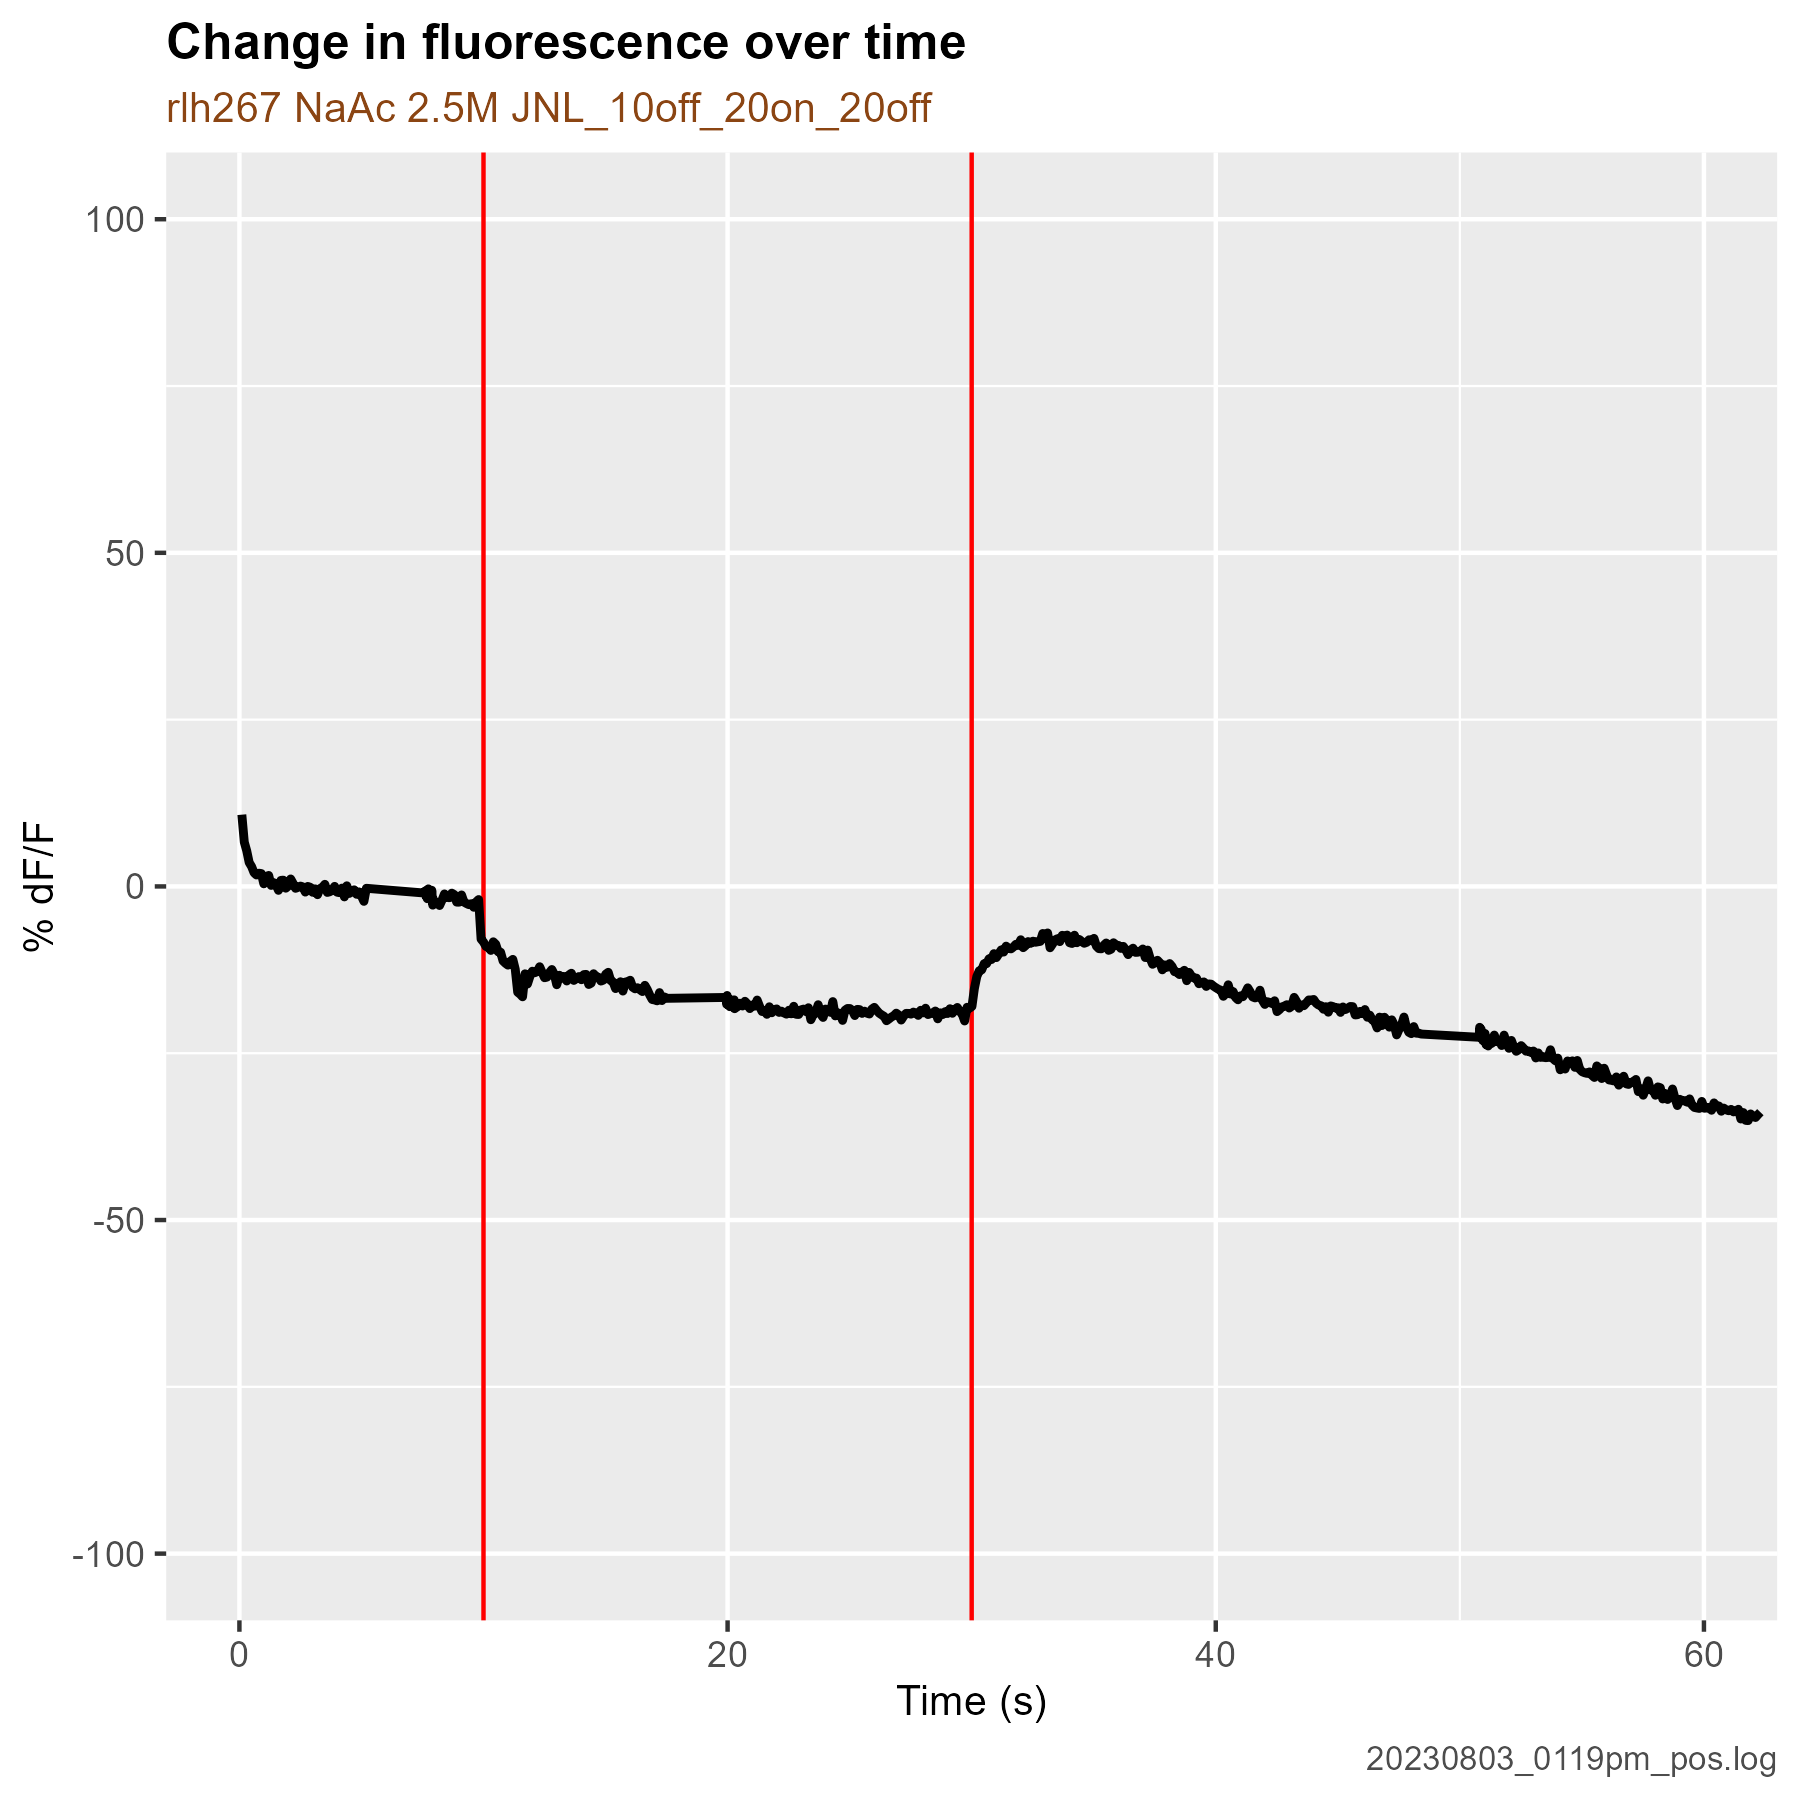 Change in fluorescence over time
rlh267 NaAc 2.5M JNL_10off_20on_20off
100
50
0
-50
-100
% dF/F
0 20 40 60
Time (s)
20230803_0119pm_pos.log